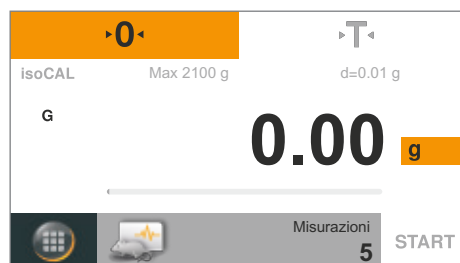 0 T
isoCAL Max 2100 g d=0.01 g
G
0.00 g
Misurazioni
5 START